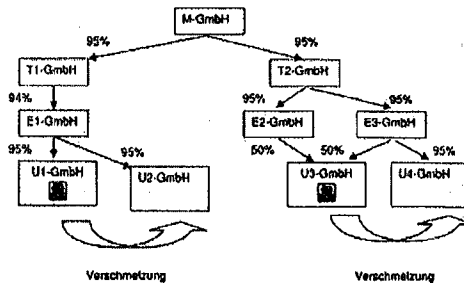 M-GmbH
95% 95%
T1-GmbH T2-GmbH
94% 95% 95%
E1-GmbH E2-GmbH E3-GmbH
95% 95% 50% 50% 95%
U1-GmbH U2-GmbH U3-GmbH U4-GmbH
Verschmelzung Verschmelzung